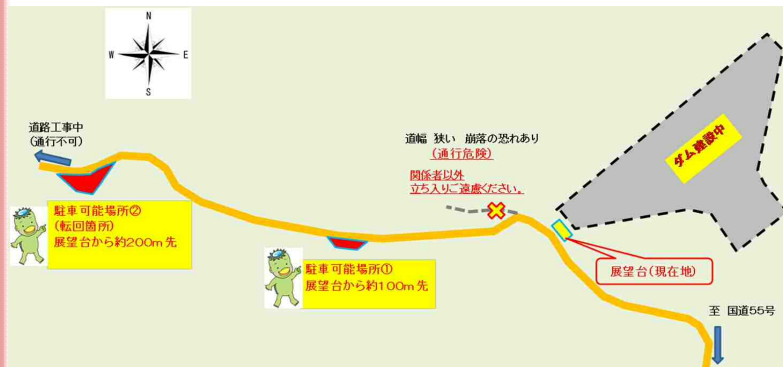 N
W
E
S
道路工事中
(通行不可)
道幅 狭い 崩落の恐れあり
(通行危険)
関係者以外
立ち入りご遠慮ください。
ダム建設中
駐車可能場所②
(転回箇所)
展望台から約200m先
駐車可能場所①
展望台から約100m先
展望台(現在地)
至 国道55号